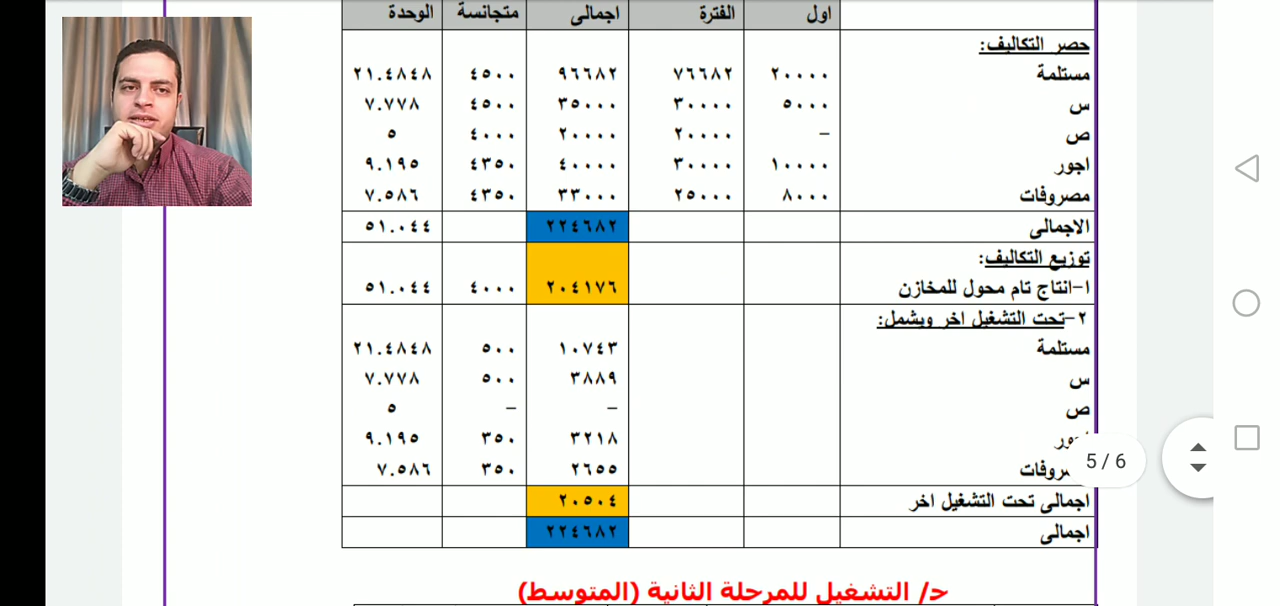 اول الفترة اجمالى متجانسة الوحدة
حصر التكاليف:
مستلمة ٢٠٠٠٠ ٧٦٦٨٢ ٩٦٦٨٢ ٤٥٠٠ ٢١.٤٨٤٨
س ٥٠٠٠ ٣٠٠٠٠ ٣٥٠٠٠ ٤٥٠٠ ٧.٧٧٨
ص – ٢٠٠٠٠ ٢٠٠٠٠ ٤٠٠٠ ٥
اجور ١٠٠٠٠ ٣٠٠٠٠ ٤٠٠٠٠ ٤٣٥٠ ٩.١٩٥
مصروفات ٨٠٠٠ ٢٥٠٠٠ ٣٣٠٠٠ ٤٣٥٠ ٧.٥٨٦
الاجمالى ٢٢٤٦٨٢ ٥١.٠٤٤
توزيع التكاليف:
١-انتاج تام محول للمخازن ٢٠٤١٧٦ ٤٠٠٠ ٥١.٠٤٤
٢-تحت التشغيل اخر ويشمل:
مستلمة ١٠٧٤٣ ٥٠٠ ٢١.٤٨٤٨
س ٣٨٨٩ ٥٠٠ ٧.٧٧٨
ص – – ٥
٣٢١٨ ٣٥٠ ٩.١٩٥
٢٦٥٥ ٣٥٠ ٧.٥٨٦
5 / 6
اجمالى تحت التشغيل اخر ٢٠٥٠٤
اجمالى ٢٢٤٦٨٢
حـ/ التشغيل للمرحلة الثانية (المتوسط)